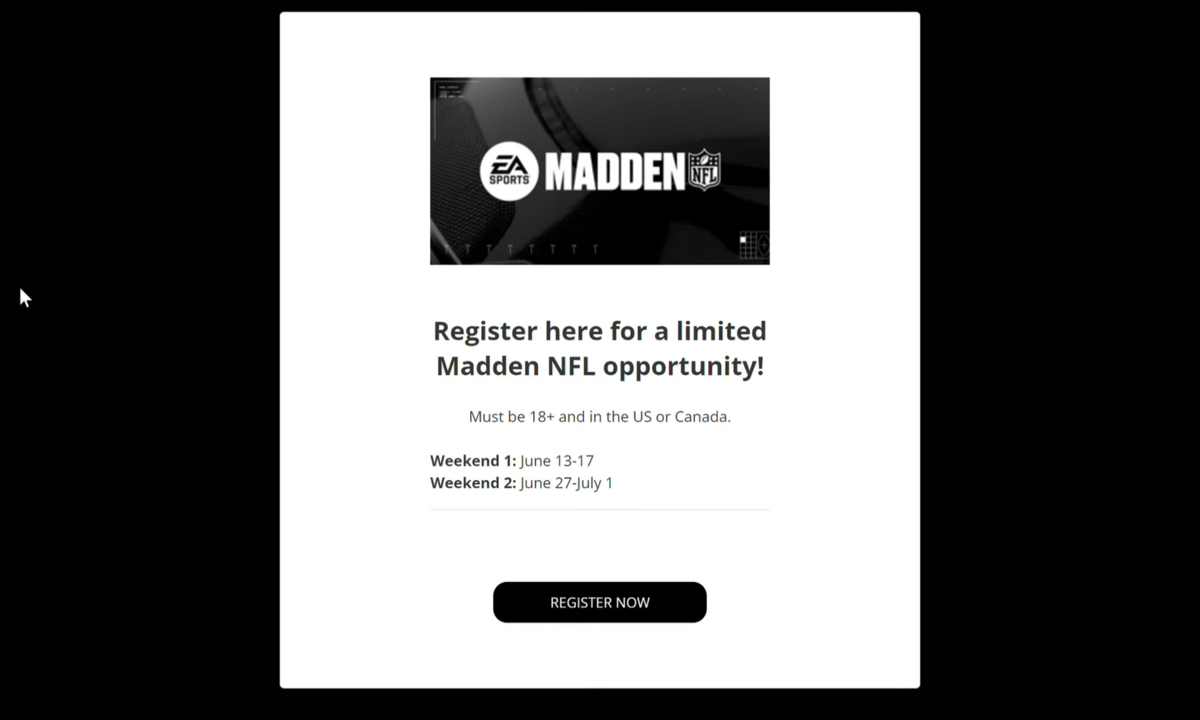 EA
SPORTS
MADDEN
NFL
Register here for a limited
Madden NFL opportunity!
Must be 18+ and in the US or Canada.
Weekend 1: June 13-17
Weekend 2: June 27-July 1
REGISTER NOW